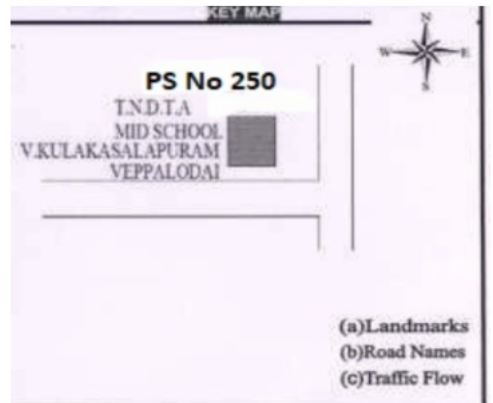 KEY MAP
N
W E
S
PS No 250
T.N.D.T.A
MID SCHOOL
V.KULAKASALAPURAM
VEPPALODAI
(a)Landmarks
(b)Road Names
(c)Traffic Flow